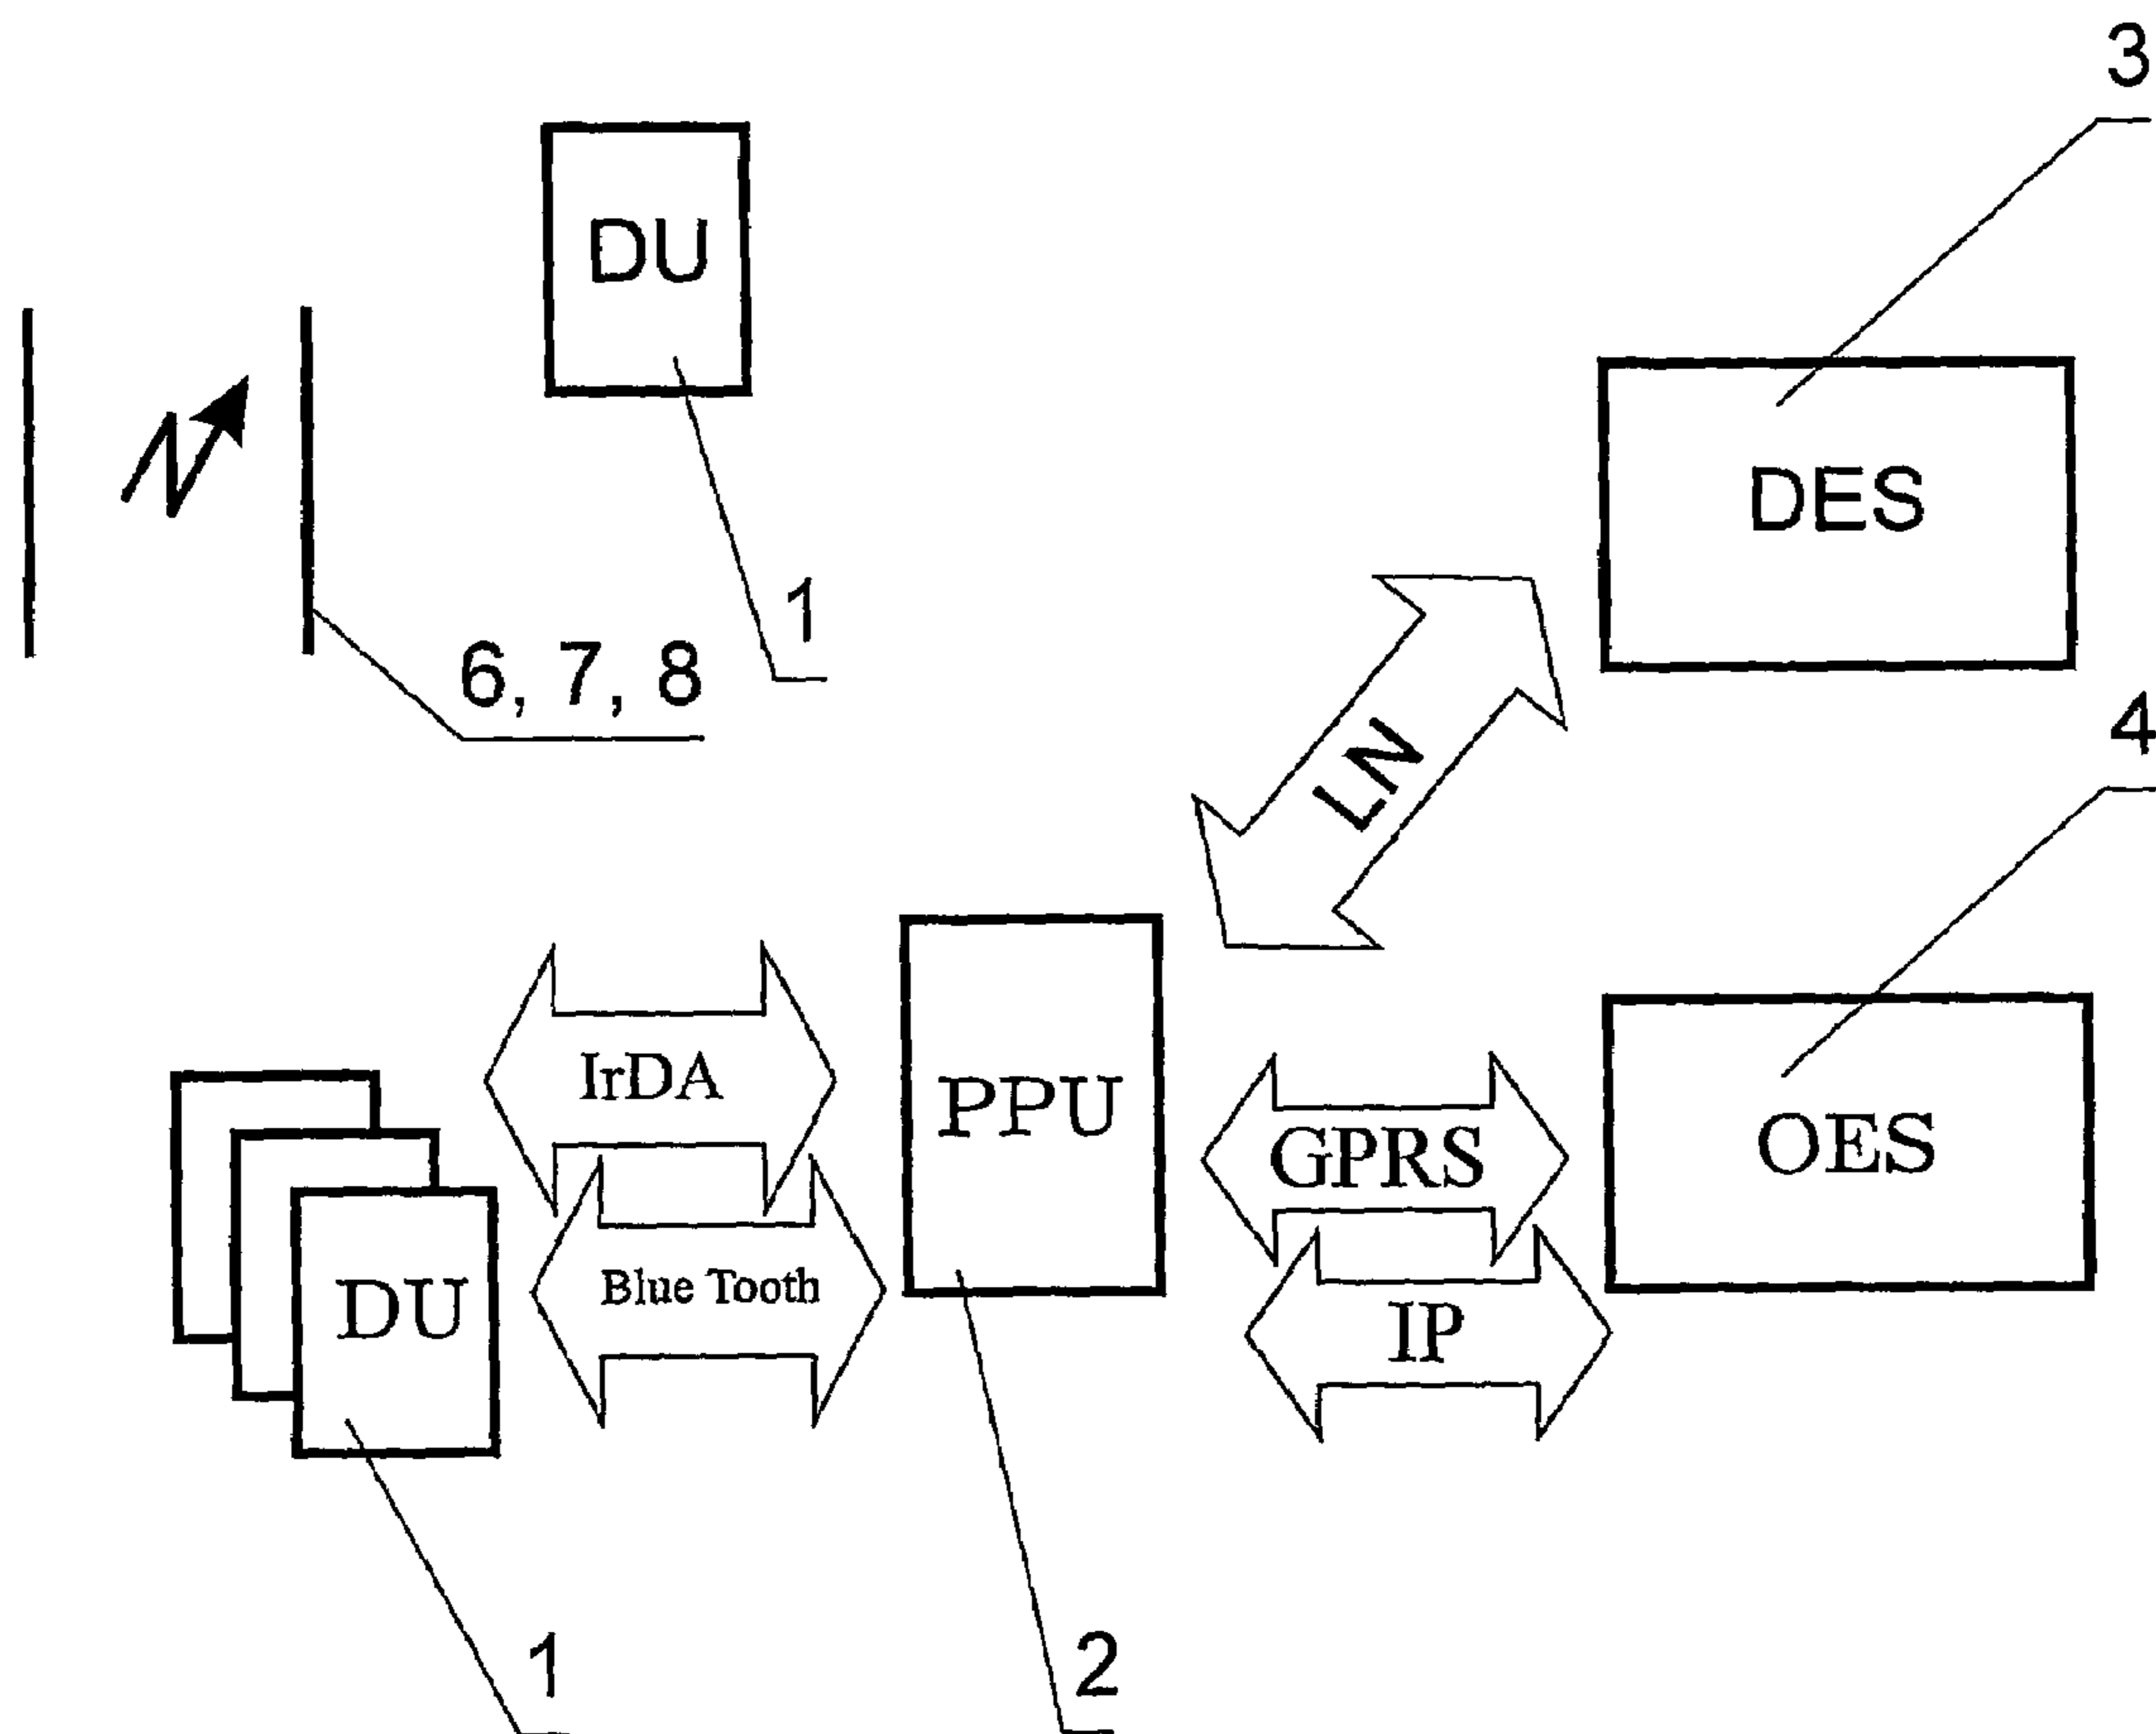 3
DU
DES
1
6, 7, 8
LN
4
IrDA
PPU
GPRS
OES
Blue Tooth
DU
IP
1
2